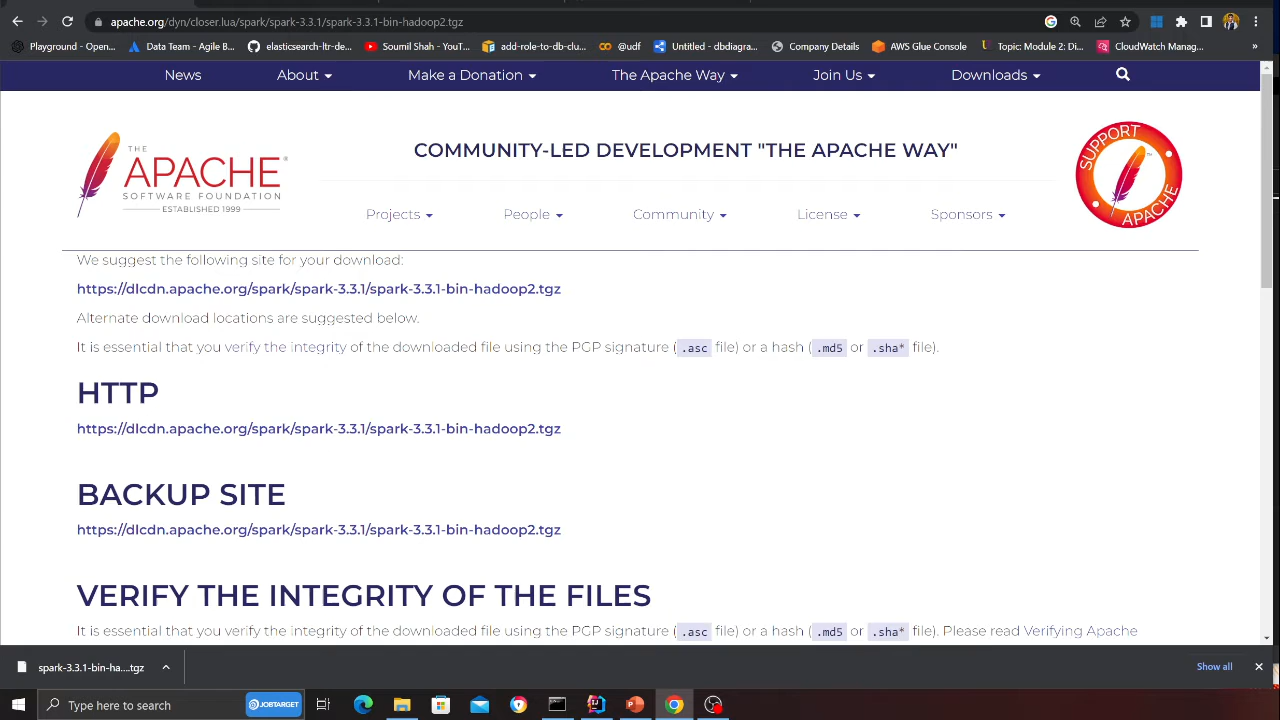 apache.org/dyn/closer.lua/spark/spark-3.3.1/spark-3.3.1-bin-hadoop2.tgz
Playground - Open...
Data Team - Agile B...
elasticsearch-ltr-de...
Soumil Shah - YouT...
add-role-to-db-clu...
@udf
Untitled - dbdiagra...
Company Details
AWS Glue Console
Topic: Module 2: Di...
CloudWatch Manag...
»
News
About
Make a Donation
The Apache Way
Join Us
Downloads
THE
APACHE®
SOFTWARE FOUNDATION
ESTABLISHED 1999
COMMUNITY-LED DEVELOPMENT "THE APACHE WAY"
SUPPORT
APACHE
Projects
People
Community
License
Sponsors
We suggest the following site for your download:
https://dlcdn.apache.org/spark/spark-3.3.1/spark-3.3.1-bin-hadoop2.tgz
Alternate download locations are suggested below.
It is essential that you verify the integrity of the downloaded file using the PGP signature (.asc file) or a hash (.md5 or .sha* file).
HTTP
https://dlcdn.apache.org/spark/spark-3.3.1/spark-3.3.1-bin-hadoop2.tgz
BACKUP SITE
https://dlcdn.apache.org/spark/spark-3.3.1/spark-3.3.1-bin-hadoop2.tgz
VERIFY THE INTEGRITY OF THE FILES
It is essential that you verify the integrity of the downloaded file using the PGP signature (.asc file) or a hash (.md5 or .sha* file). Please read Verifying Apache
spark-3.3.1-bin-ha....tgz
Show all
Type here to search
JOBTARGET